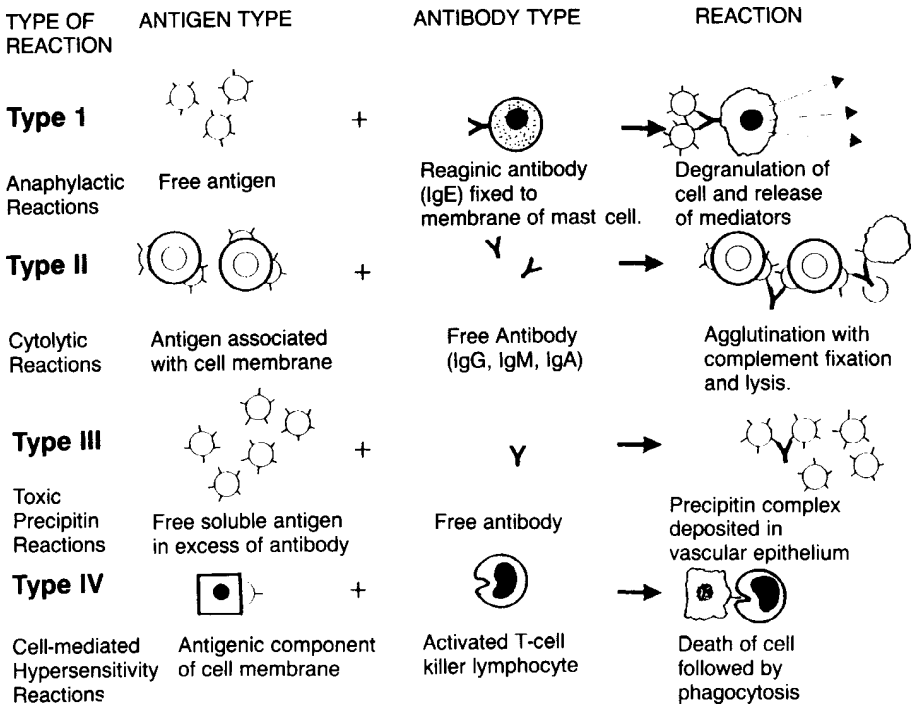 TYPE OF
REACTION
ANTIGEN TYPE
ANTIBODY TYPE
REACTION
Type 1
+
Anaphylactic
Reactions
Free antigen
Reaginic antibody
(IgE) fixed to
membrane of mast cell.
Degranulation of
cell and release
of mediators
Type II
+
Cytolytic
Reactions
Antigen associated
with cell membrane
Free Antibody
(IgG, IgM, IgA)
Agglutination with
complement fixation
and lysis.
Type III
+
Toxic
Precipitin
Reactions
Free soluble antigen
in excess of antibody
Free antibody
Precipitin complex
deposited in
vascular epithelium
Type IV
+
Cell-mediated
Hypersensitivity
Reactions
Antigenic component
of cell membrane
Activated T-cell
killer lymphocyte
Death of cell
followed by
phagocytosis